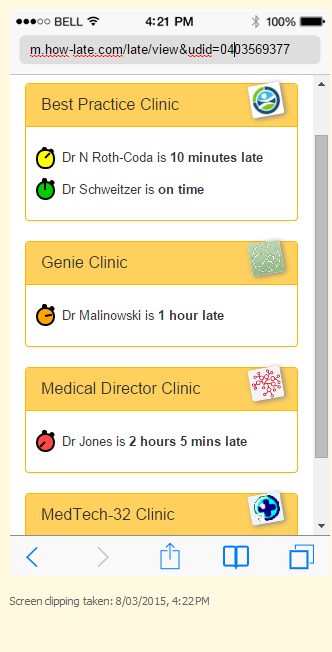 BELL 4:21 PM 100%
m.how-late.com/late/view&udid=0403569377
Best Practice Clinic
Dr N Roth-Coda is 10 minutes late
Dr Schweitzer is on time
Genie Clinic
Dr Malinowski is 1 hour late
Medical Director Clinic
Dr Jones is 2 hours 5 mins late
MedTech-32 Clinic
Screen clipping taken: 8/03/2015, 4:22 PM